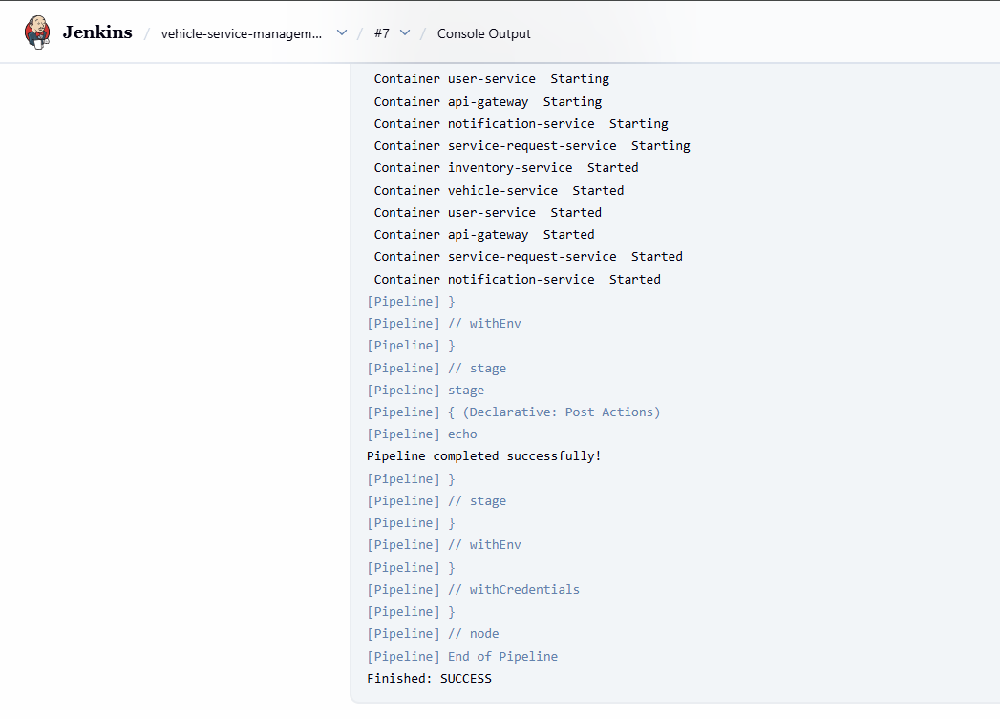 Jenkins / vehicle-service-managem... / #7 / Console Output
Container user-service  Starting
Container api-gateway  Starting
Container notification-service  Starting
Container service-request-service  Starting
Container inventory-service  Started
Container vehicle-service  Started
Container user-service  Started
Container api-gateway  Started
Container service-request-service  Started
Container notification-service  Started
[Pipeline] }
[Pipeline] // withEnv
[Pipeline] }
[Pipeline] // stage
[Pipeline] stage
[Pipeline] { (Declarative: Post Actions)
[Pipeline] echo
Pipeline completed successfully!
[Pipeline] }
[Pipeline] // stage
[Pipeline] }
[Pipeline] // withEnv
[Pipeline] }
[Pipeline] // withCredentials
[Pipeline] }
[Pipeline] // node
[Pipeline] End of Pipeline
Finished: SUCCESS